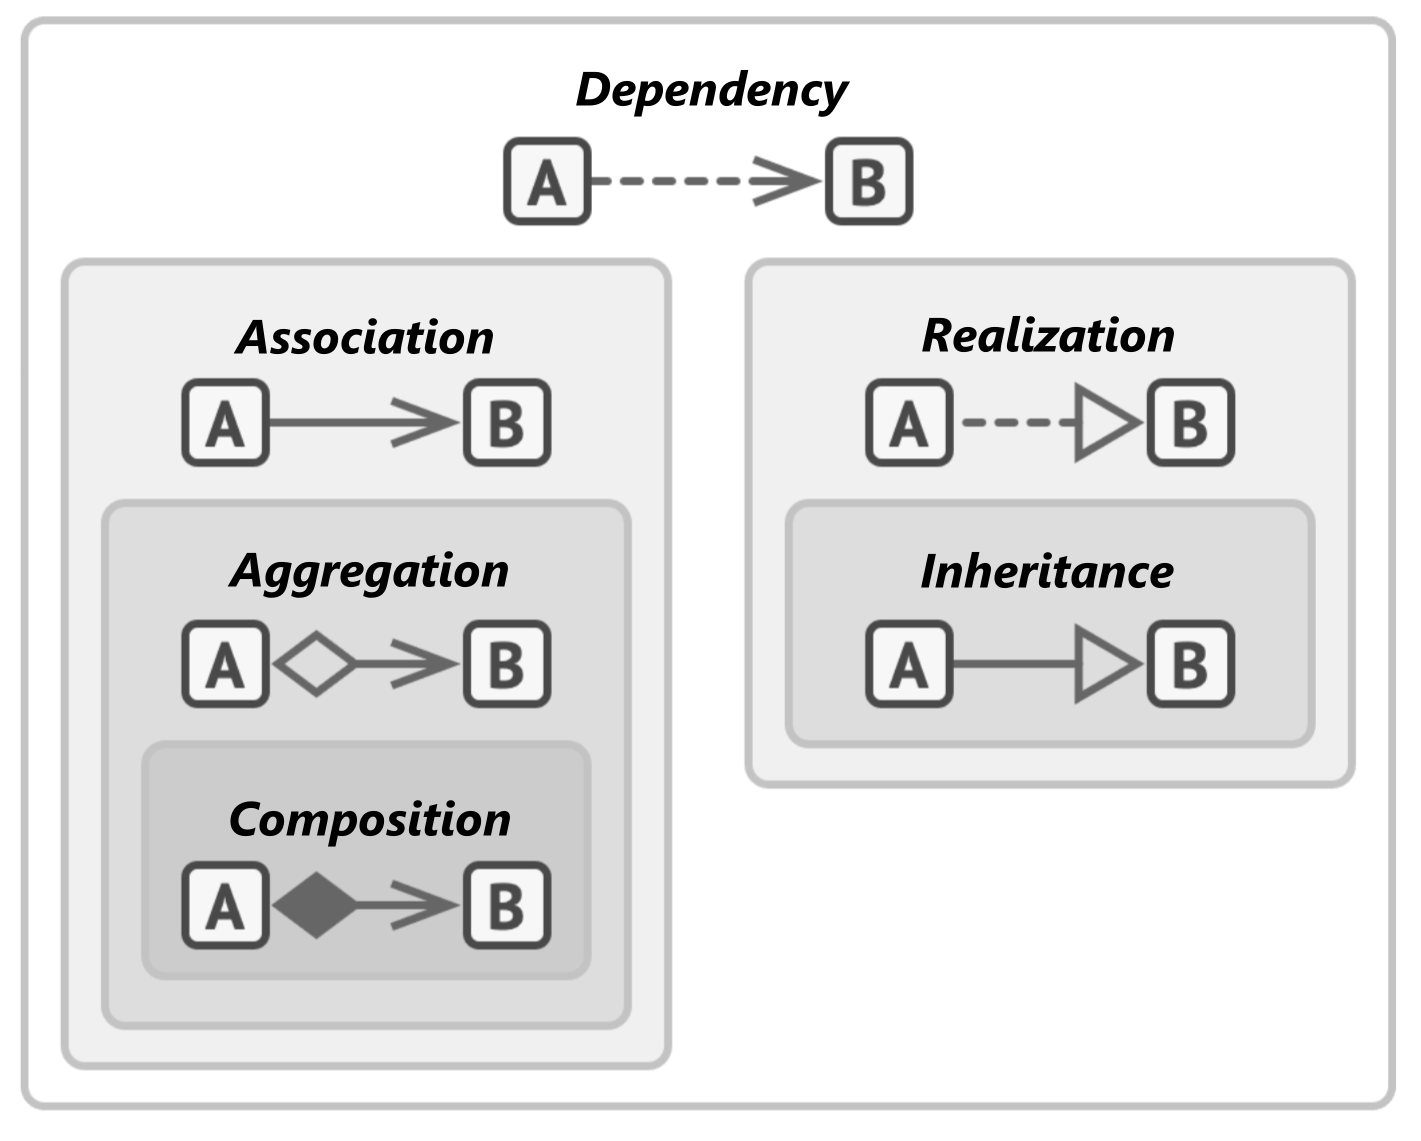 Dependency
A B
Association
A B
Realization
A B
Aggregation
A B
Inheritance
A B
Composition
A B